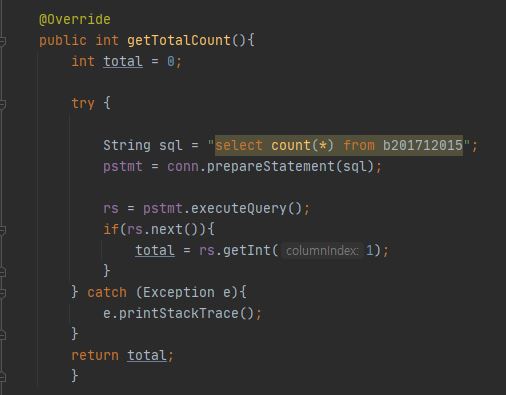 @Override
public int getTotalCount(){
int total = 0;
try {
String sql = "select count(*) from b201712015";
pstmt = conn.prepareStatement(sql);
rs = pstmt.executeQuery();
if(rs.next()){
total = rs.getInt( columnIndex: 1);
}
} catch (Exception e){
e.printStackTrace();
}
return total;
}